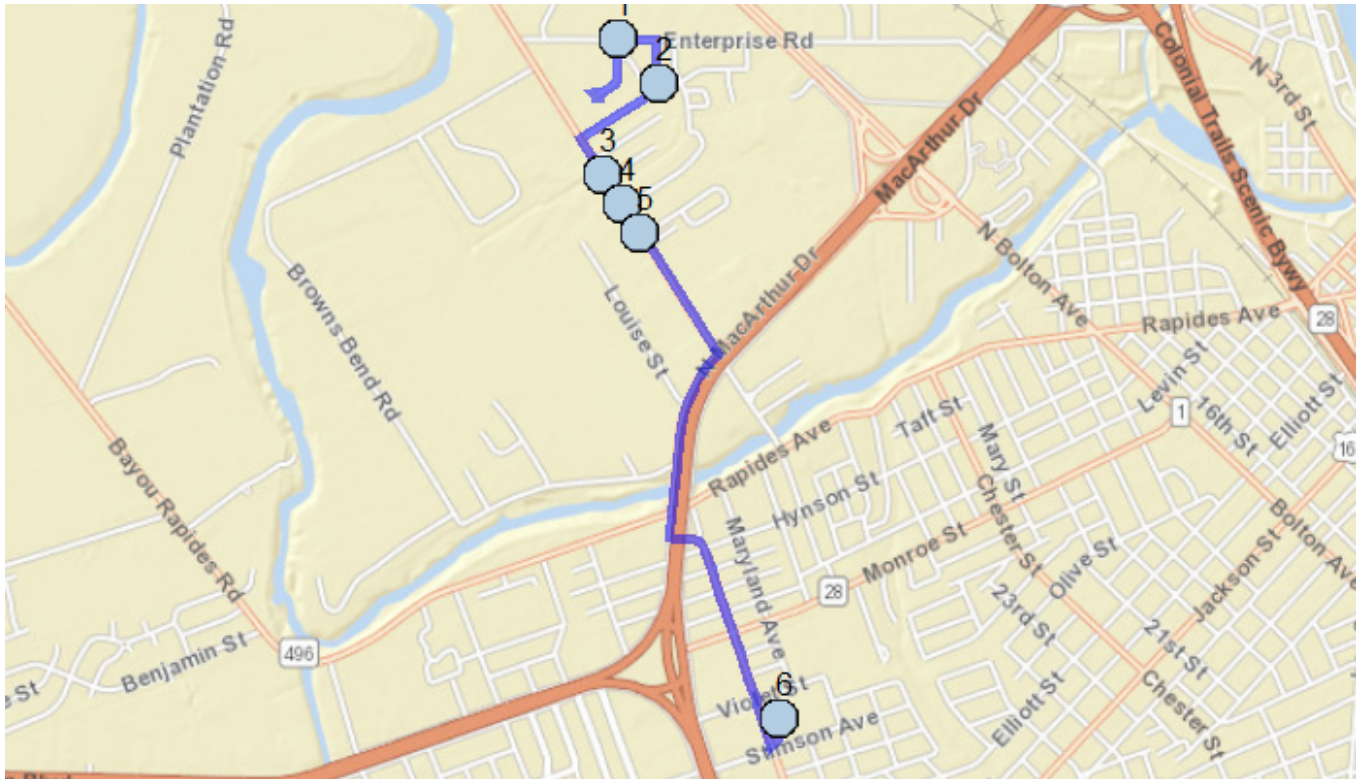 1
Enterprise Rd
2
Plantation Rd
Colonial Trails Scenic Bywy
N 3rd St
MacArthur Dr
3
4
5
N Bolton Ave
Browns Bend Rd
Louise St
N MacArthur Dr
Rapides Ave
28
Levin St
16th St
Elliott St
1
16
Taft St
Mary St
Rapides Ave
Hynson St
Chester St
Bayou Rapides Rd
Maryland Ave
Monroe St
28
Olive St
Jackson St
Bolton Ave
23rd St
21st St
496
Benjamin St
e St
6
Violet St
Stimson Ave
Elliott St
Chester St